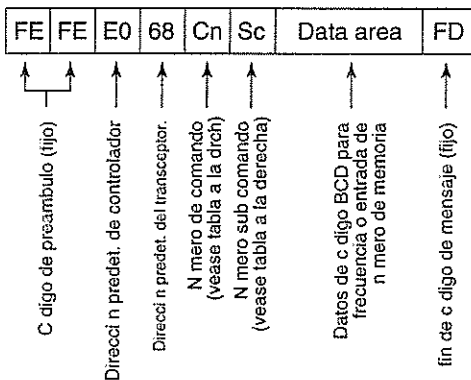 FE FE E0 68 Cn Sc Data area FD
C digo de preambulo (fijo)
Direcci n predet. de controlador
Direcci n predet. del transceptor.
N mero de comando
(vease tabla a la drch)
N mero sub comando
(vease tabla a la derecha)
Datos de c digo BCD para
frecuencia o entrada de
n mero de memoria
fin de c digo de mensaje (fijo)